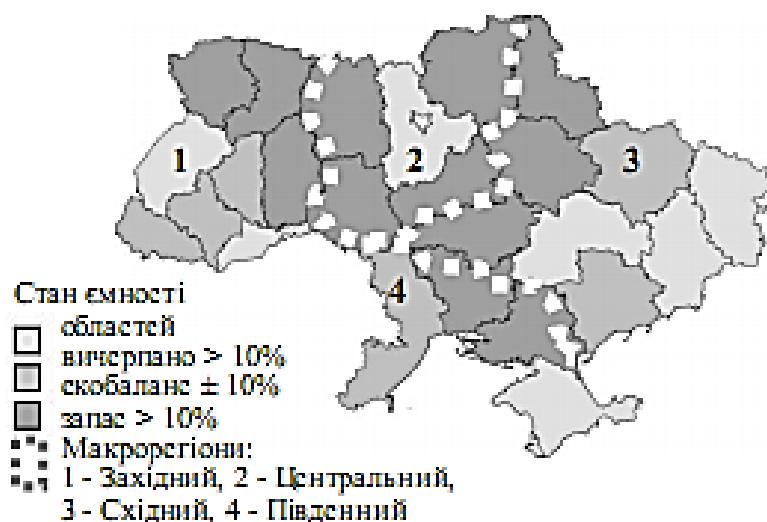 1
2
3
4
Стан ємності
областей
вичерпано > 10%
екобаланс ± 10%
запас > 10%
Макрорегіони:
1 - Західний, 2 - Центральний,
3 - Східний, 4 - Південний